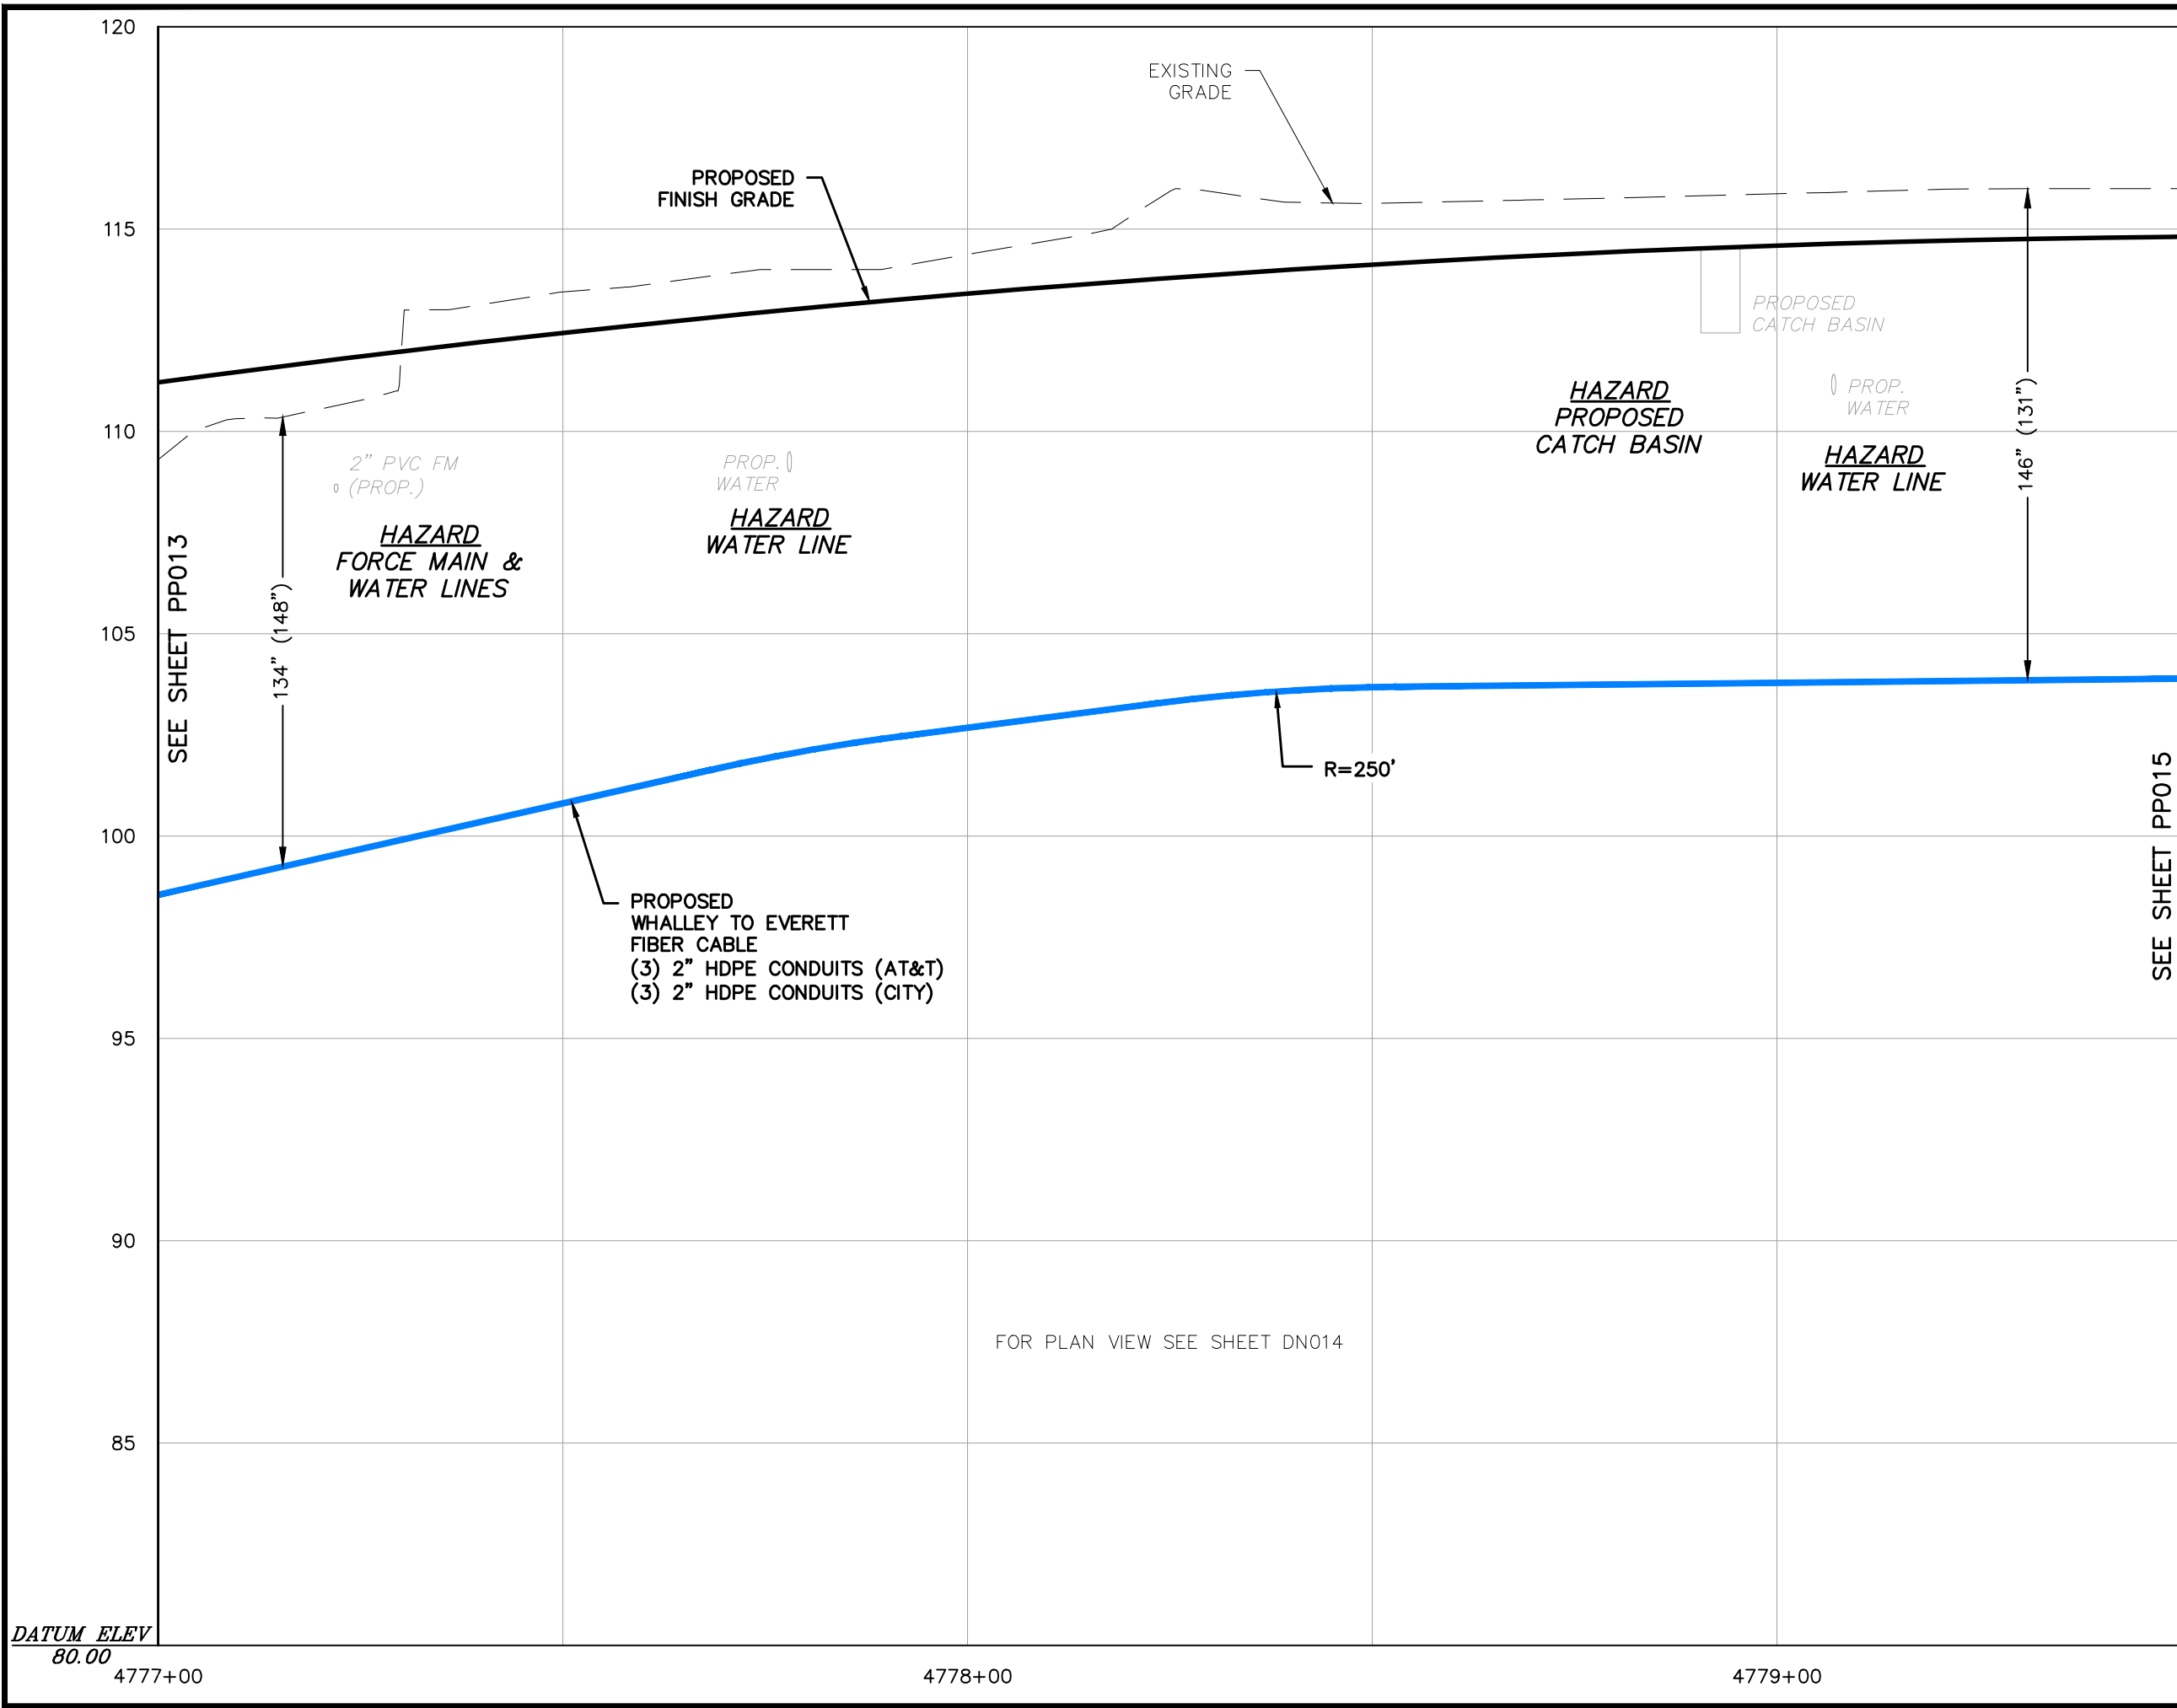 120
EXISTING
GRADE
PROPOSED
FINISH GRADE
115
PROPOSED
CATCH BASIN
HAZARD
PROPOSED
CATCH BASIN
PROP.
WATER
110
HAZARD
WATER LINE
146" (131")
2" PVC FM
(PROP.)
PROP.
WATER
HAZARD
WATER LINE
HAZARD
FORCE MAIN &
WATER LINES
SEE SHEET PP013
134" (148")
105
R=250'
SEE SHEET PP015
100
PROPOSED
WHALLEY TO EVERETT
FIBER CABLE
(3) 2" HDPE CONDUITS (AT&T)
(3) 2" HDPE CONDUITS (CITY)
95
90
FOR PLAN VIEW SEE SHEET DN014
85
DATUM ELEV
80.00
4777+00
4778+00
4779+00